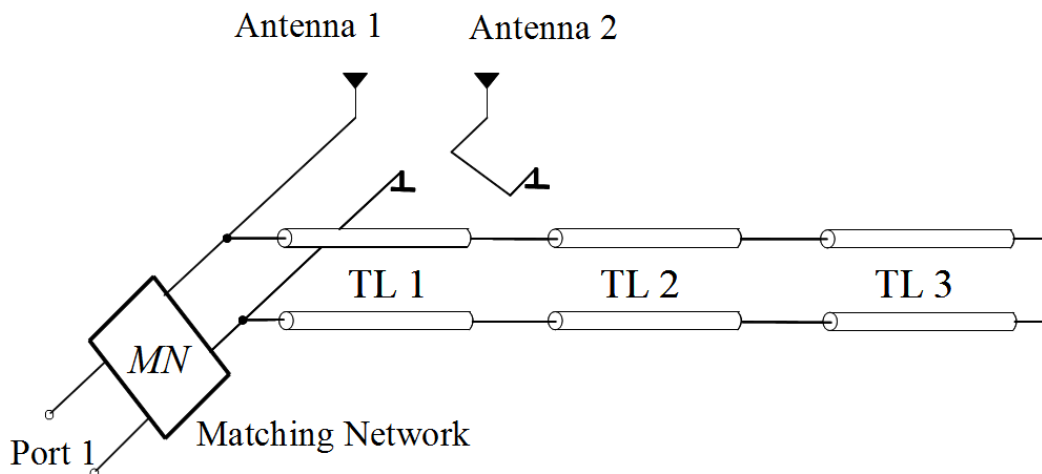 Antenna 1
Antenna 2
TL 1
TL 2
TL 3
MN
Matching Network
Port 1